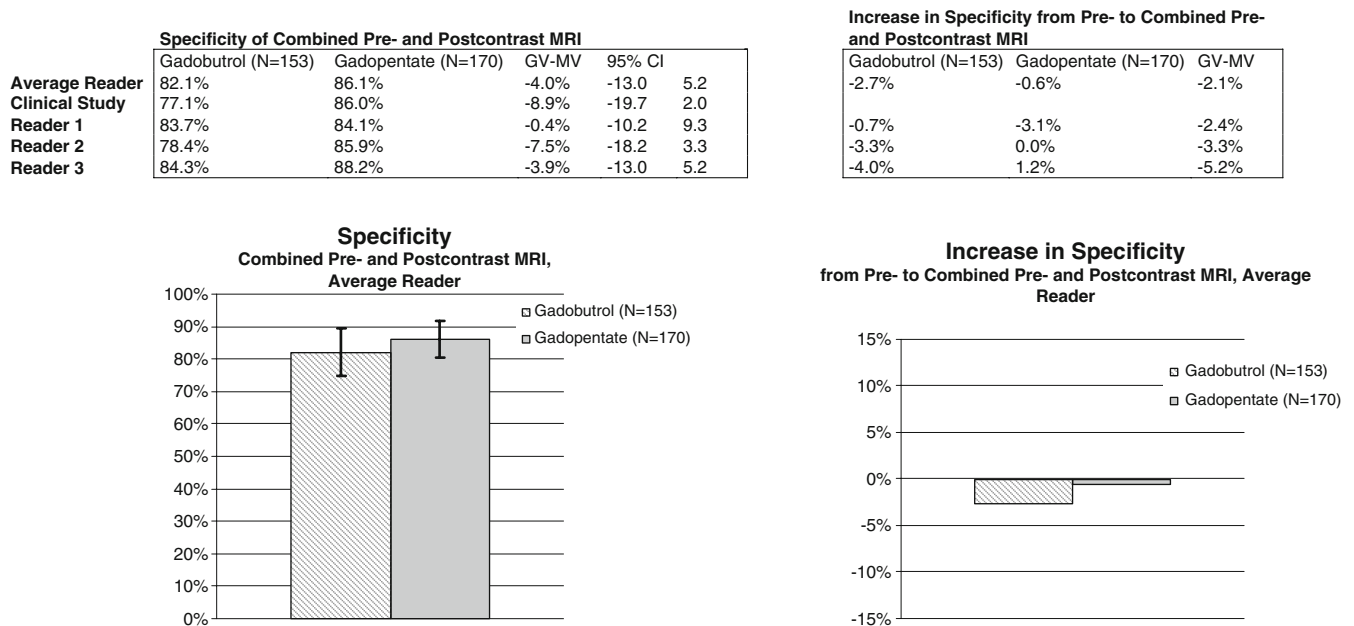 Specificity of Combined Pre- and Postcontrast MRI
Gadobutrol (N=153) Gadopentate (N=170) GV-MV 95% CI
Average Reader 82.1% 86.1% -4.0% -13.0 5.2
Clinical Study 77.1% 86.0% -8.9% -19.7 2.0
Reader 1 83.7% 84.1% -0.4% -10.2 9.3
Reader 2 78.4% 85.9% -7.5% -18.2 3.3
Reader 3 84.3% 88.2% -3.9% -13.0 5.2
Increase in Specificity from Pre- to Combined Pre-
and Postcontrast MRI
Gadobutrol (N=153) Gadopentate (N=170) GV-MV
-2.7% -0.6% -2.1%
-0.7% -3.1% -2.4%
-3.3% 0.0% -3.3%
-4.0% 1.2% -5.2%
Specificity
Combined Pre- and Postcontrast MRI,
Average Reader
100%
90%
80%
70%
60%
50%
40%
30%
20%
10%
0%
Gadobutrol (N=153)
Gadopentate (N=170)
Increase in Specificity
from Pre- to Combined Pre- and Postcontrast MRI, Average
Reader
15%
10%
5%
0%
-5%
-10%
-15%
Gadobutrol (N=153)
Gadopentate (N=170)